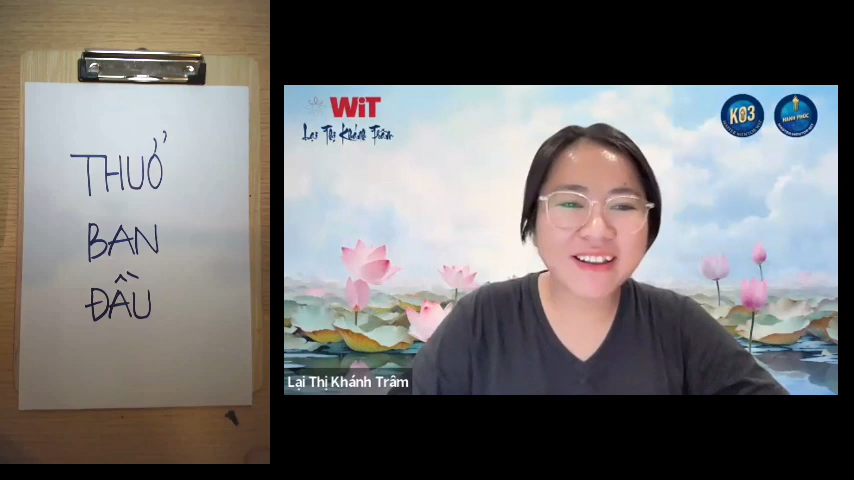 THUỞ
BAN
ĐẦU
WiT
Lại Thị Khánh Trâm
K03
HẠNH PHÚC
Lại Thị Khánh Trâm